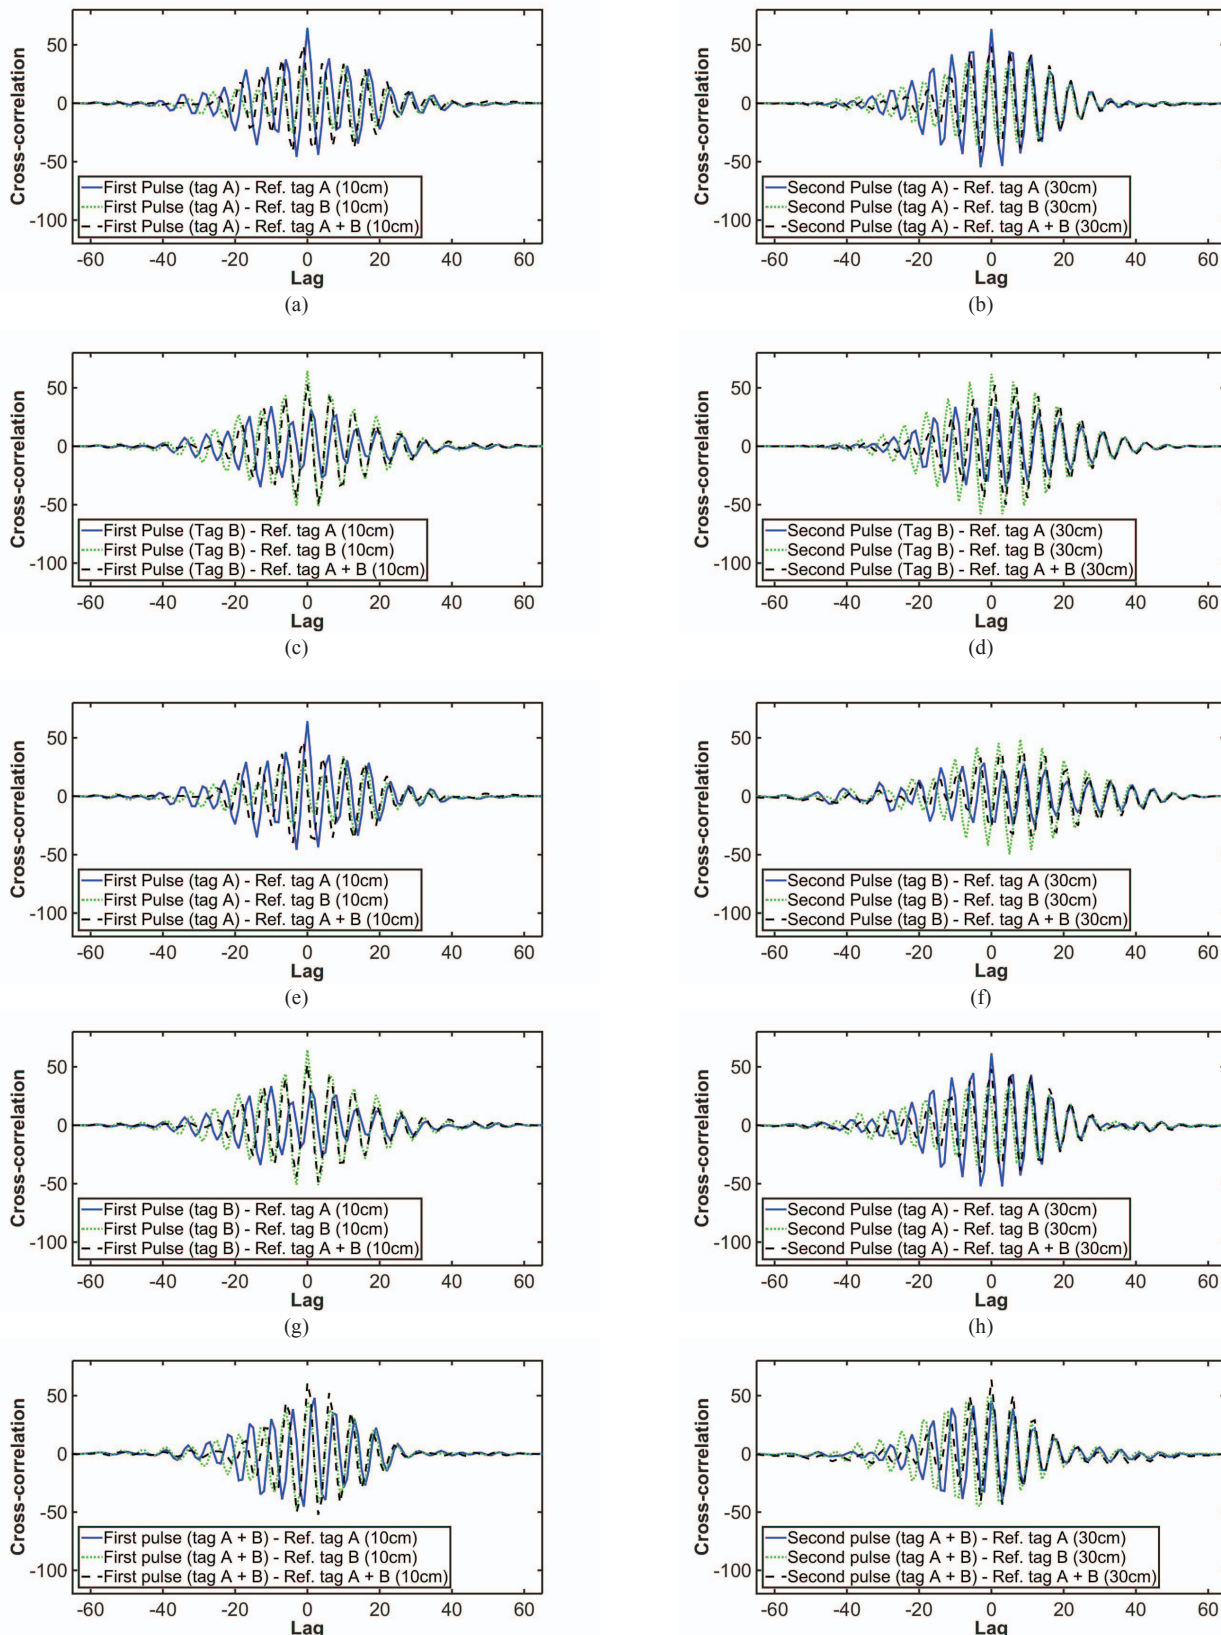 Cross-correlation
50
0
-50
-100
First Pulse (tag A) - Ref. tag A (10cm)
First Pulse (tag A) - Ref. tag B (10cm)
First Pulse (tag A) - Ref. tag A + B (10cm)
-60 -40 -20 0 20 40 60
Lag
(a)
Cross-correlation
50
0
-50
-100
Second Pulse (tag A) - Ref. tag A (30cm)
Second Pulse (tag A) - Ref. tag B (30cm)
Second Pulse (tag A) - Ref. tag A + B (30cm)
-60 -40 -20 0 20 40 60
Lag
(b)
Cross-correlation
50
0
-50
-100
First Pulse (Tag B) - Ref. tag A (10cm)
First Pulse (Tag B) - Ref. tag B (10cm)
First Pulse (Tag B) - Ref. tag A + B (10cm)
-60 -40 -20 0 20 40 60
Lag
(c)
Cross-correlation
50
0
-50
-100
Second Pulse (Tag B) - Ref. tag A (30cm)
Second Pulse (Tag B) - Ref. tag B (30cm)
Second Pulse (Tag B) - Ref. tag A + B (30cm)
-60 -40 -20 0 20 40 60
Lag
(d)
Cross-correlation
50
0
-50
-100
First Pulse (tag A) - Ref. tag A (10cm)
First Pulse (tag A) - Ref. tag B (10cm)
First Pulse (tag A) - Ref. tag A + B (10cm)
-60 -40 -20 0 20 40 60
Lag
(e)
Cross-correlation
50
0
-50
-100
Second Pulse (tag B) - Ref. tag A (30cm)
Second Pulse (tag B) - Ref. tag B (30cm)
Second Pulse (tag B) - Ref. tag A + B (30cm)
-60 -40 -20 0 20 40 60
Lag
(f)
Cross-correlation
50
0
-50
-100
First Pulse (tag B) - Ref. tag A (10cm)
First Pulse (tag B) - Ref. tag B (10cm)
First Pulse (tag B) - Ref. tag A + B (10cm)
-60 -40 -20 0 20 40 60
Lag
(g)
Cross-correlation
50
0
-50
-100
Second Pulse (tag A) - Ref. tag A (30cm)
Second Pulse (tag A) - Ref. tag B (30cm)
Second Pulse (tag A) - Ref. tag A + B (30cm)
-60 -40 -20 0 20 40 60
Lag
(h)
Cross-correlation
50
0
-50
-100
First pulse (tag A + B) - Ref. tag A (10cm)
First pulse (tag A + B) - Ref. tag B (10cm)
First pulse (tag A + B) - Ref. tag A + B (10cm)
-60 -40 -20 0 20 40 60
Lag
Cross-correlation
50
0
-50
-100
Second pulse (tag A + B) - Ref. tag A (30cm)
Second pulse (tag A + B) - Ref. tag B (30cm)
Second pulse (tag A + B) - Ref. tag A + B (30cm)
-60 -40 -20 0 20 40 60
Lag